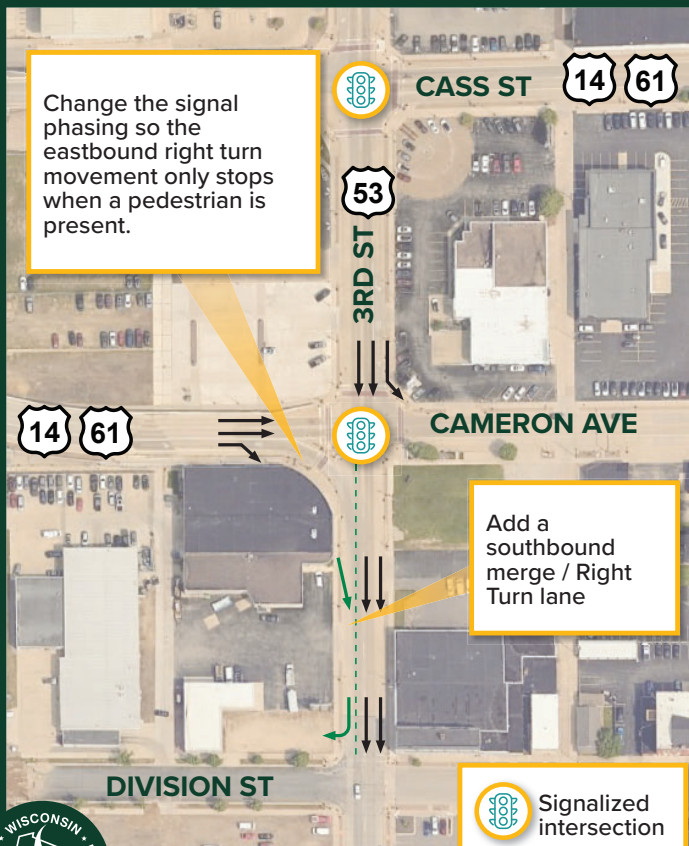 CASS ST
14 61
Change the signal
phasing so the
eastbound right turn
movement only stops
when a pedestrian is
present.
53
3RD ST
14 61
CAMERON AVE
Add a
southbound
merge / Right
Turn lane
DIVISION ST
WISCONSIN
Signalized
intersection